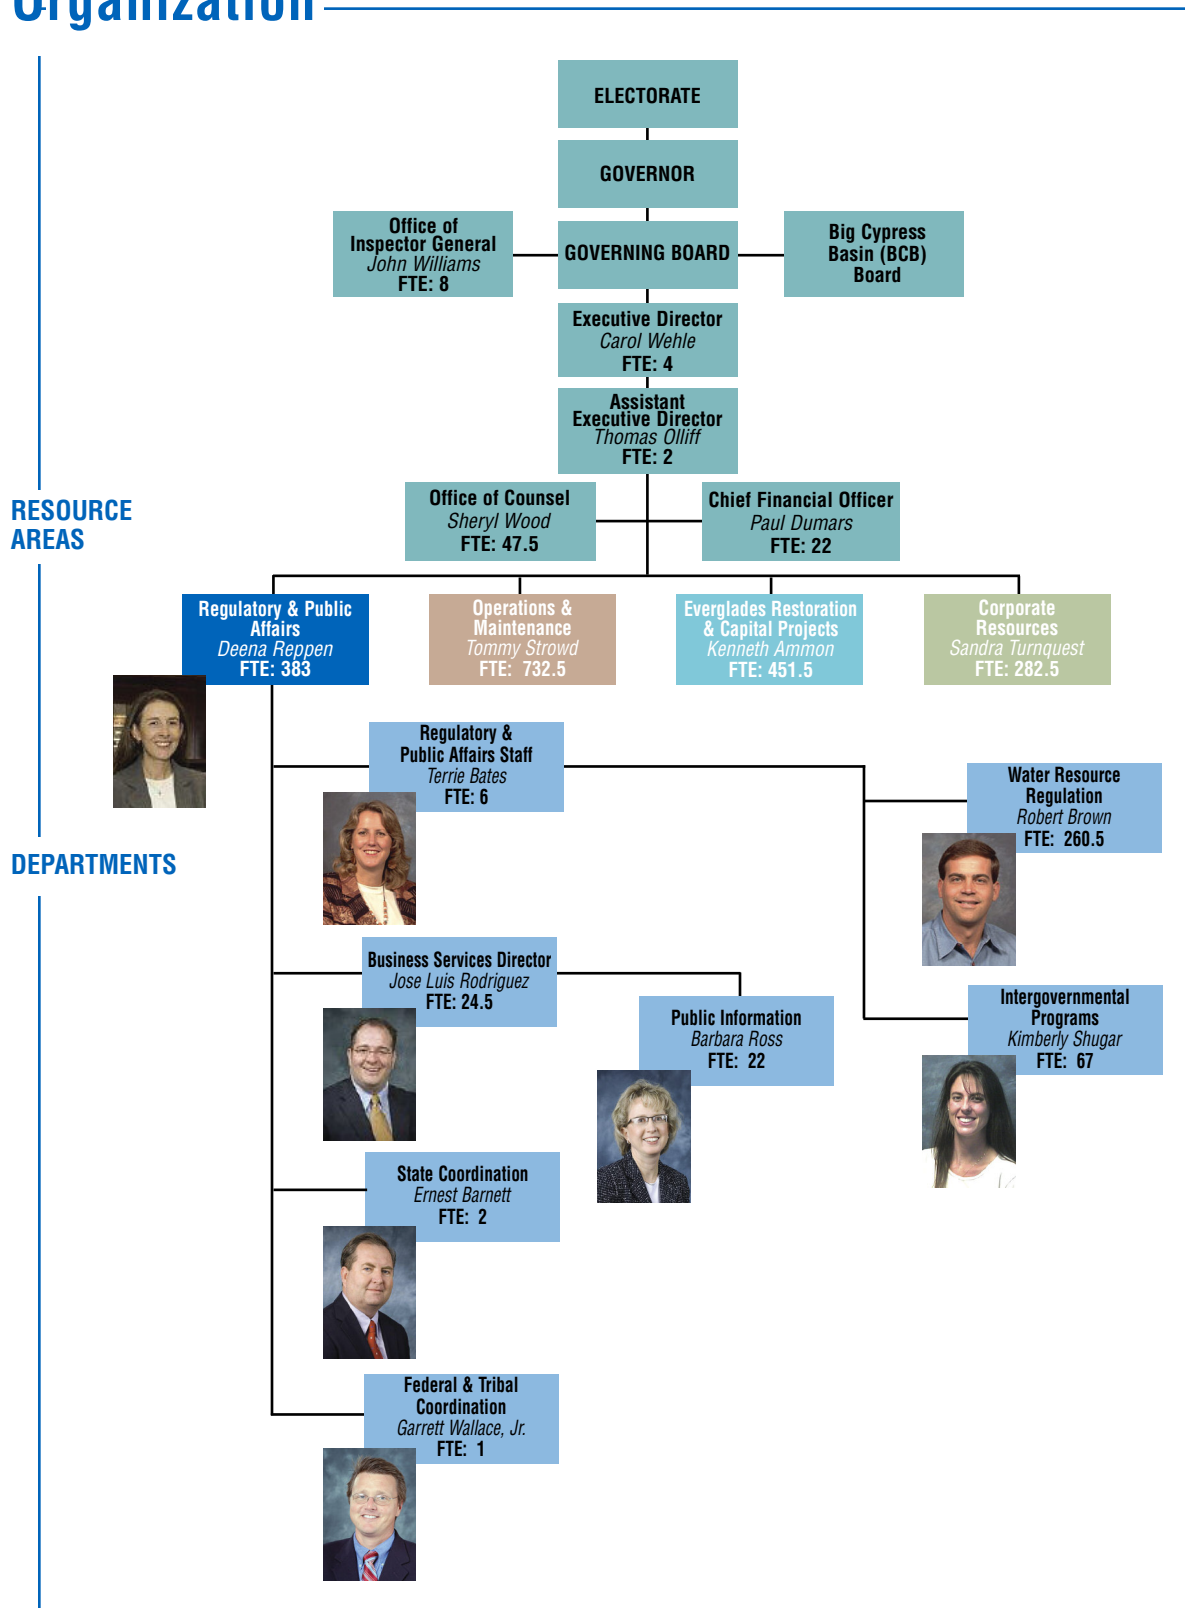 Organization
ELECTORATE
GOVERNOR
Office of
Inspector General
John Williams
FTE: 8
GOVERNING BOARD
Big Cypress
Basin (BCB)
Board
Executive Director
Carol Wehle
FTE: 4
Assistant
Executive Director
Thomas Olliff
FTE: 2
RESOURCE
AREAS
Office of Counsel
Sheryl Wood
FTE: 47.5
Chief Financial Officer
Paul Dumars
FTE: 22
Regulatory & Public
Affairs
Deena Reppen
FTE: 383
Operations &
Maintenance
Tommy Strowd
FTE: 732.5
Everglades Restoration
& Capital Projects
Kenneth Ammon
FTE: 451.5
Corporate
Resources
Sandra Turnquest
FTE: 282.5
Regulatory &
Public Affairs Staff
Terrie Bates
FTE: 6
Water Resource
Regulation
Robert Brown
FTE: 260.5
DEPARTMENTS
Business Services Director
Jose Luis Rodriguez
FTE: 24.5
Public Information
Barbara Ross
FTE: 22
Intergovernmental
Programs
Kimberly Shugar
FTE: 67
State Coordination
Ernest Barnett
FTE: 2
Federal & Tribal
Coordination
Garrett Wallace, Jr.
FTE: 1